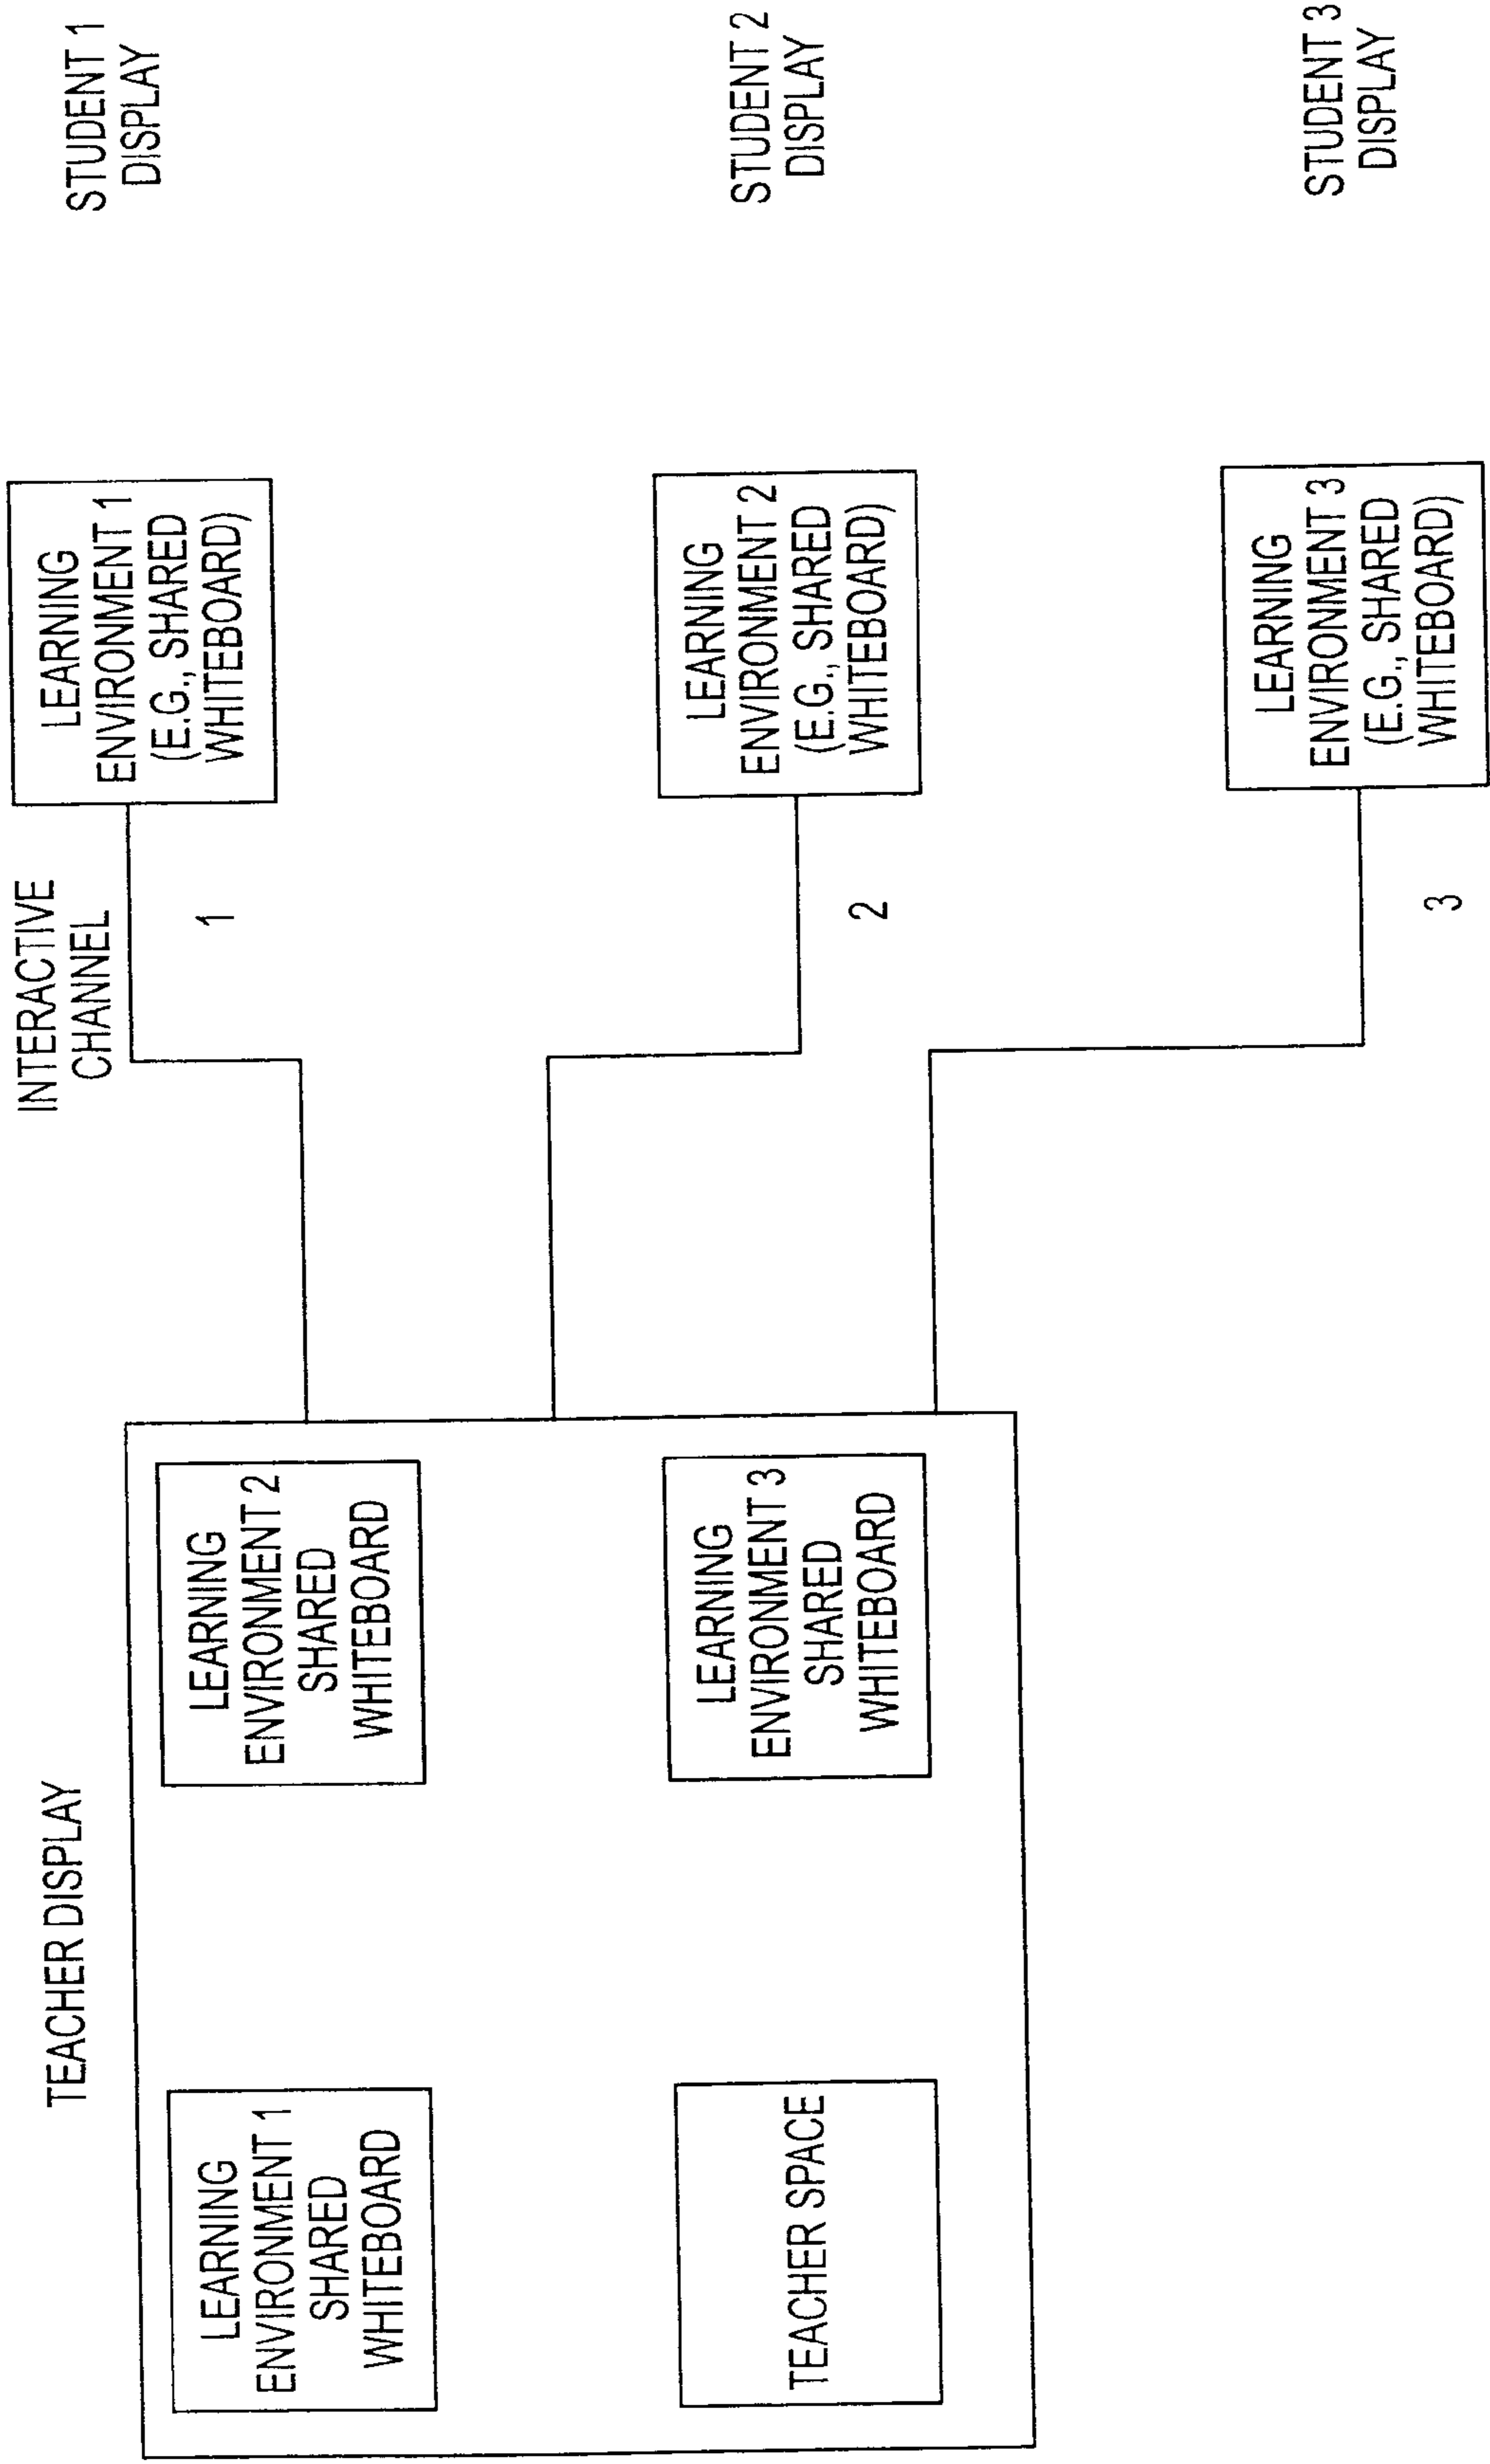 TEACHER DISPLAY
LEARNING
ENVIRONMENT 1
SHARED
WHITEBOARD
LEARNING
ENVIRONMENT 2
SHARED
WHITEBOARD
TEACHER SPACE
LEARNING
ENVIRONMENT 3
SHARED
WHITEBOARD
INTERACTIVE
CHANNEL
1
2
3
LEARNING
ENVIRONMENT 1
(E.G., SHARED
WHITEBOARD)
STUDENT 1
DISPLAY
LEARNING
ENVIRONMENT 2
(E.G., SHARED
WHITEBOARD)
STUDENT 2
DISPLAY
LEARNING
ENVIRONMENT 3
(E.G., SHARED
WHITEBOARD)
STUDENT 3
DISPLAY